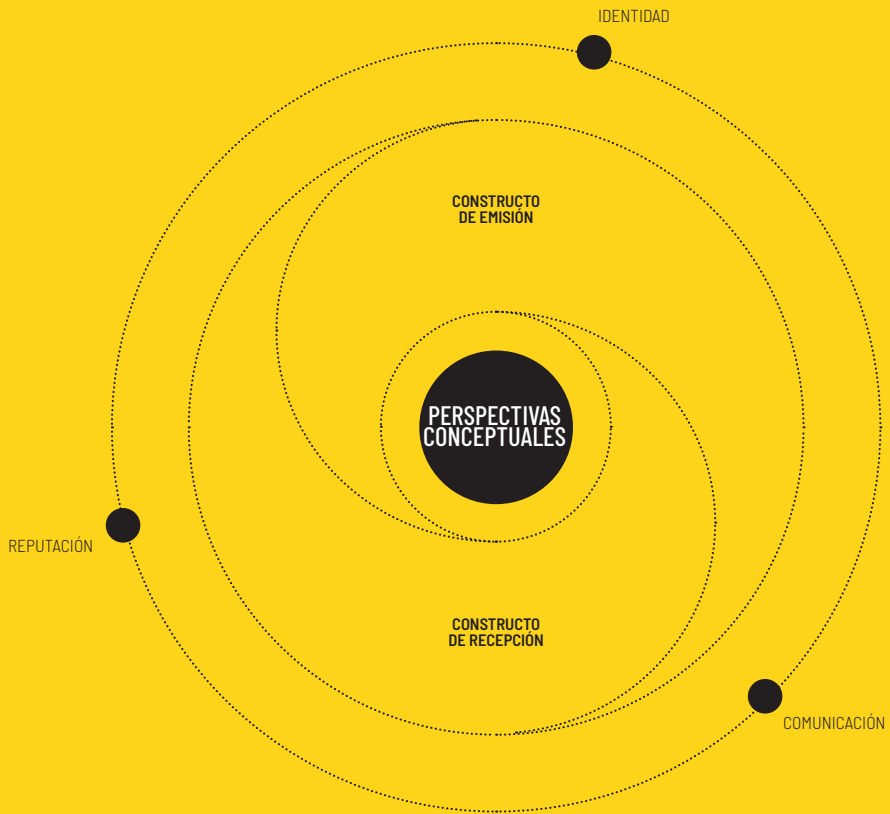 IDENTIDAD
CONSTRUCTO
DE EMISIÓN
PERSPECTIVAS
CONCEPTUALES
REPUTACIÓN
CONSTRUCTO
DE RECEPCIÓN
COMUNICACIÓN